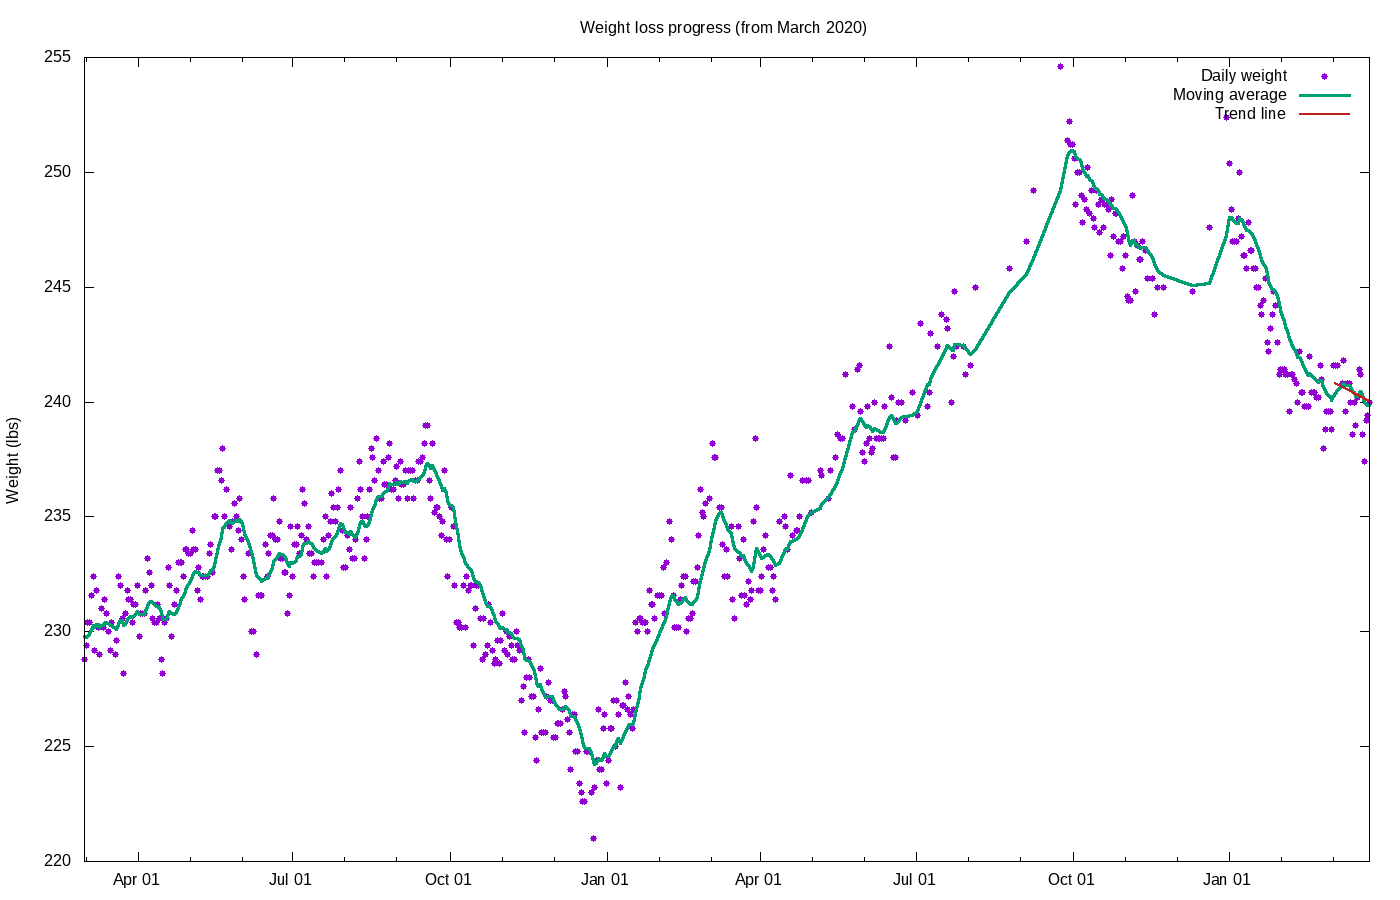 Weight loss progress (from March 2020)
Daily weight
Moving average
Trend line
Weight (lbs)
255
250
245
240
235
230
225
220
Apr 01 Jul 01 Oct 01 Jan 01 Apr 01 Jul 01 Oct 01 Jan 01